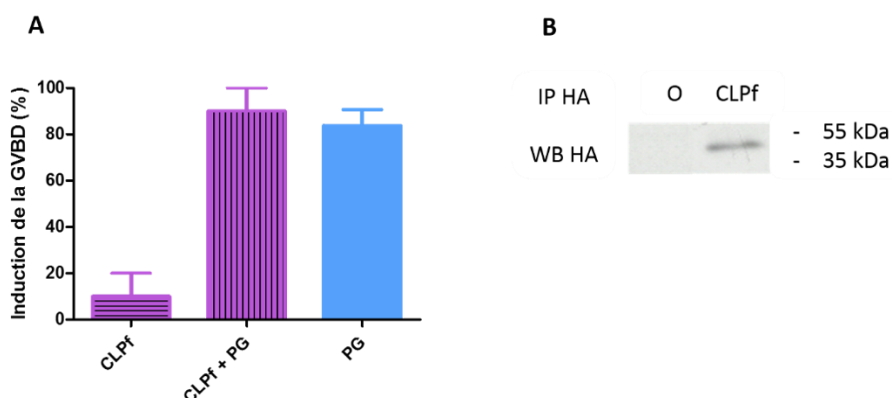 A
Induction de la GVBD (%)
100
80
60
40
20
0
CLPf
CLPf + PG
PG
B
IP HA O CLPf
WB HA
- 55 kDa
- 35 kDa